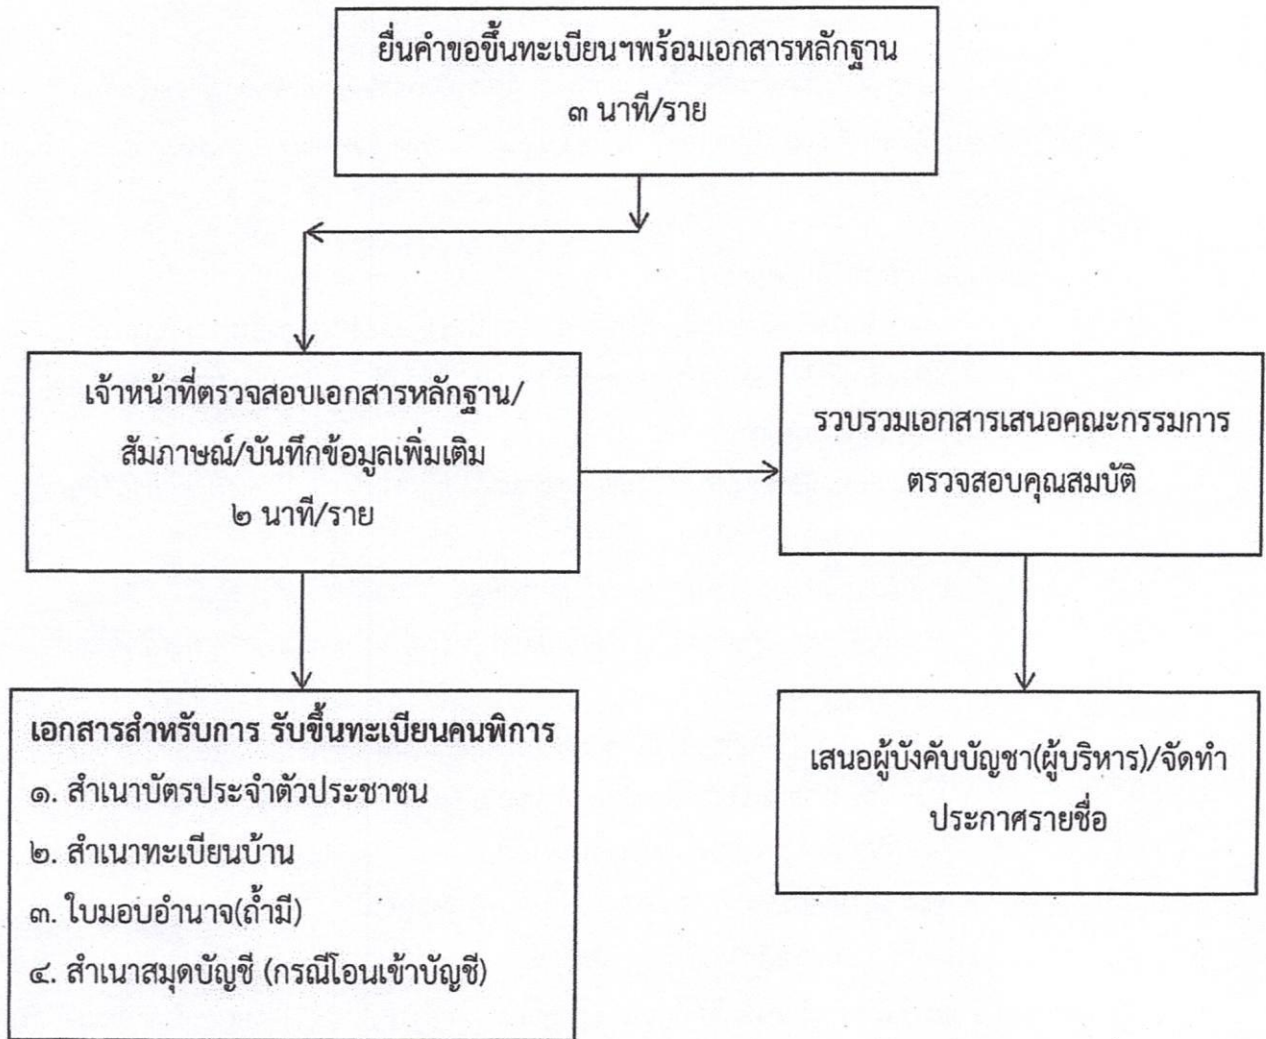 ยื่นคำขอขึ้นทะเบียนฯพร้อมเอกสารหลักฐาน
๓ นาที/ราย
เจ้าหน้าที่ตรวจสอบเอกสารหลักฐาน/
สัมภาษณ์/บันทึกข้อมูลเพิ่มเติม
๒ นาที/ราย
รวบรวมเอกสารเสนอคณะกรรมการ
ตรวจสอบคุณสมบัติ
เอกสารสำหรับการ รับขึ้นทะเบียนคนพิการ
๑. สำเนาบัตรประจำตัวประชาชน
๒. สำเนาทะเบียนบ้าน
๓. ใบมอบอำนาจ(ถ้ามี)
๔. สำเนาสมุดบัญชี (กรณีโอนเข้าบัญชี)
เสนอผู้บังคับบัญชา(ผู้บริหาร)/จัดทำ
ประกาศรายชื่อ